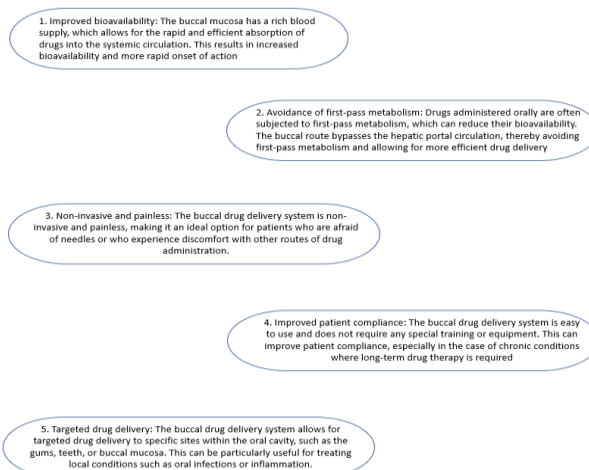 1. Improved bioavailability: The buccal mucosa has a rich blood
supply, which allows for the rapid and efficient absorption of
drugs into the systemic circulation. This results in increased
bioavailability and more rapid onset of action
2. Avoidance of first-pass metabolism: Drugs administered orally are often
subjected to first-pass metabolism, which can reduce their bioavailability.
The buccal route bypasses the hepatic portal circulation, thereby avoiding
first-pass metabolism and allowing for more efficient drug delivery
3. Non-invasive and painless: The buccal drug delivery system is non-
invasive and painless, making it an ideal option for patients who are afraid
of needles or who experience discomfort with other routes of drug
administration.
4. Improved patient compliance: The buccal drug delivery system is easy
to use and does not require any special training or equipment. This can
improve patient compliance, especially in the case of chronic conditions
where long-term drug therapy is required
5. Targeted drug delivery: The buccal drug delivery system allows for
targeted drug delivery to specific sites within the oral cavity, such as the
gums, teeth, or buccal mucosa. This can be particularly useful for treating
local conditions such as oral infections or inflammation.